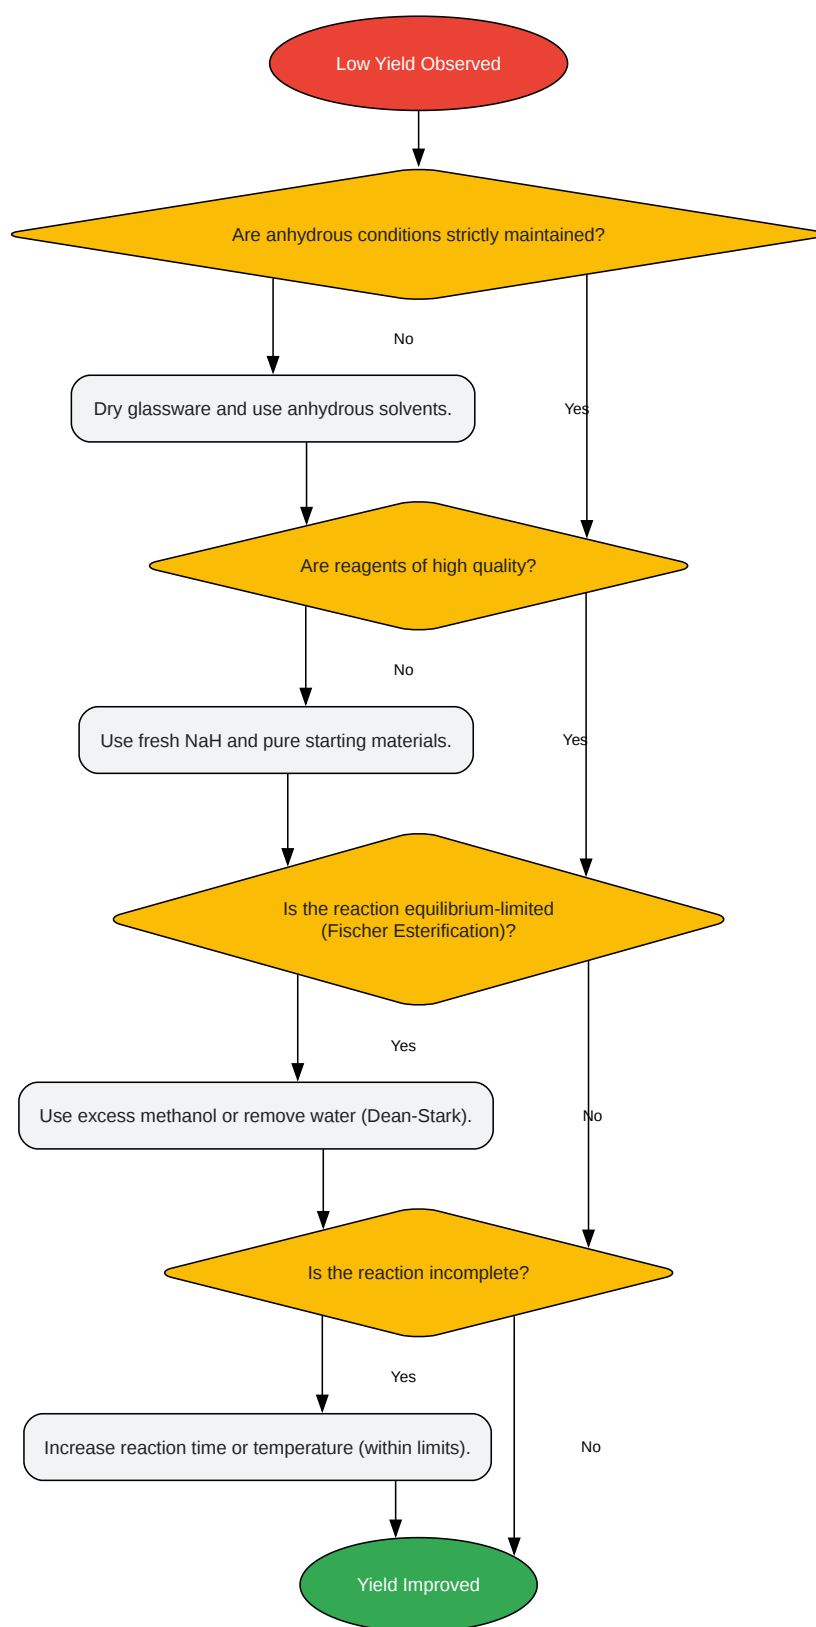 Low Yield Observed
Are anhydrous conditions strictly maintained?
No
Dry glassware and use anhydrous solvents.
Yes
Are reagents of high quality?
No
Use fresh NaH and pure starting materials.
Yes
Is the reaction equilibrium-limited
(Fischer Esterification)?
Yes
Use excess methanol or remove water (Dean-Stark).
No
Is the reaction incomplete?
Yes
Increase reaction time or temperature (within limits).
No
Yield Improved